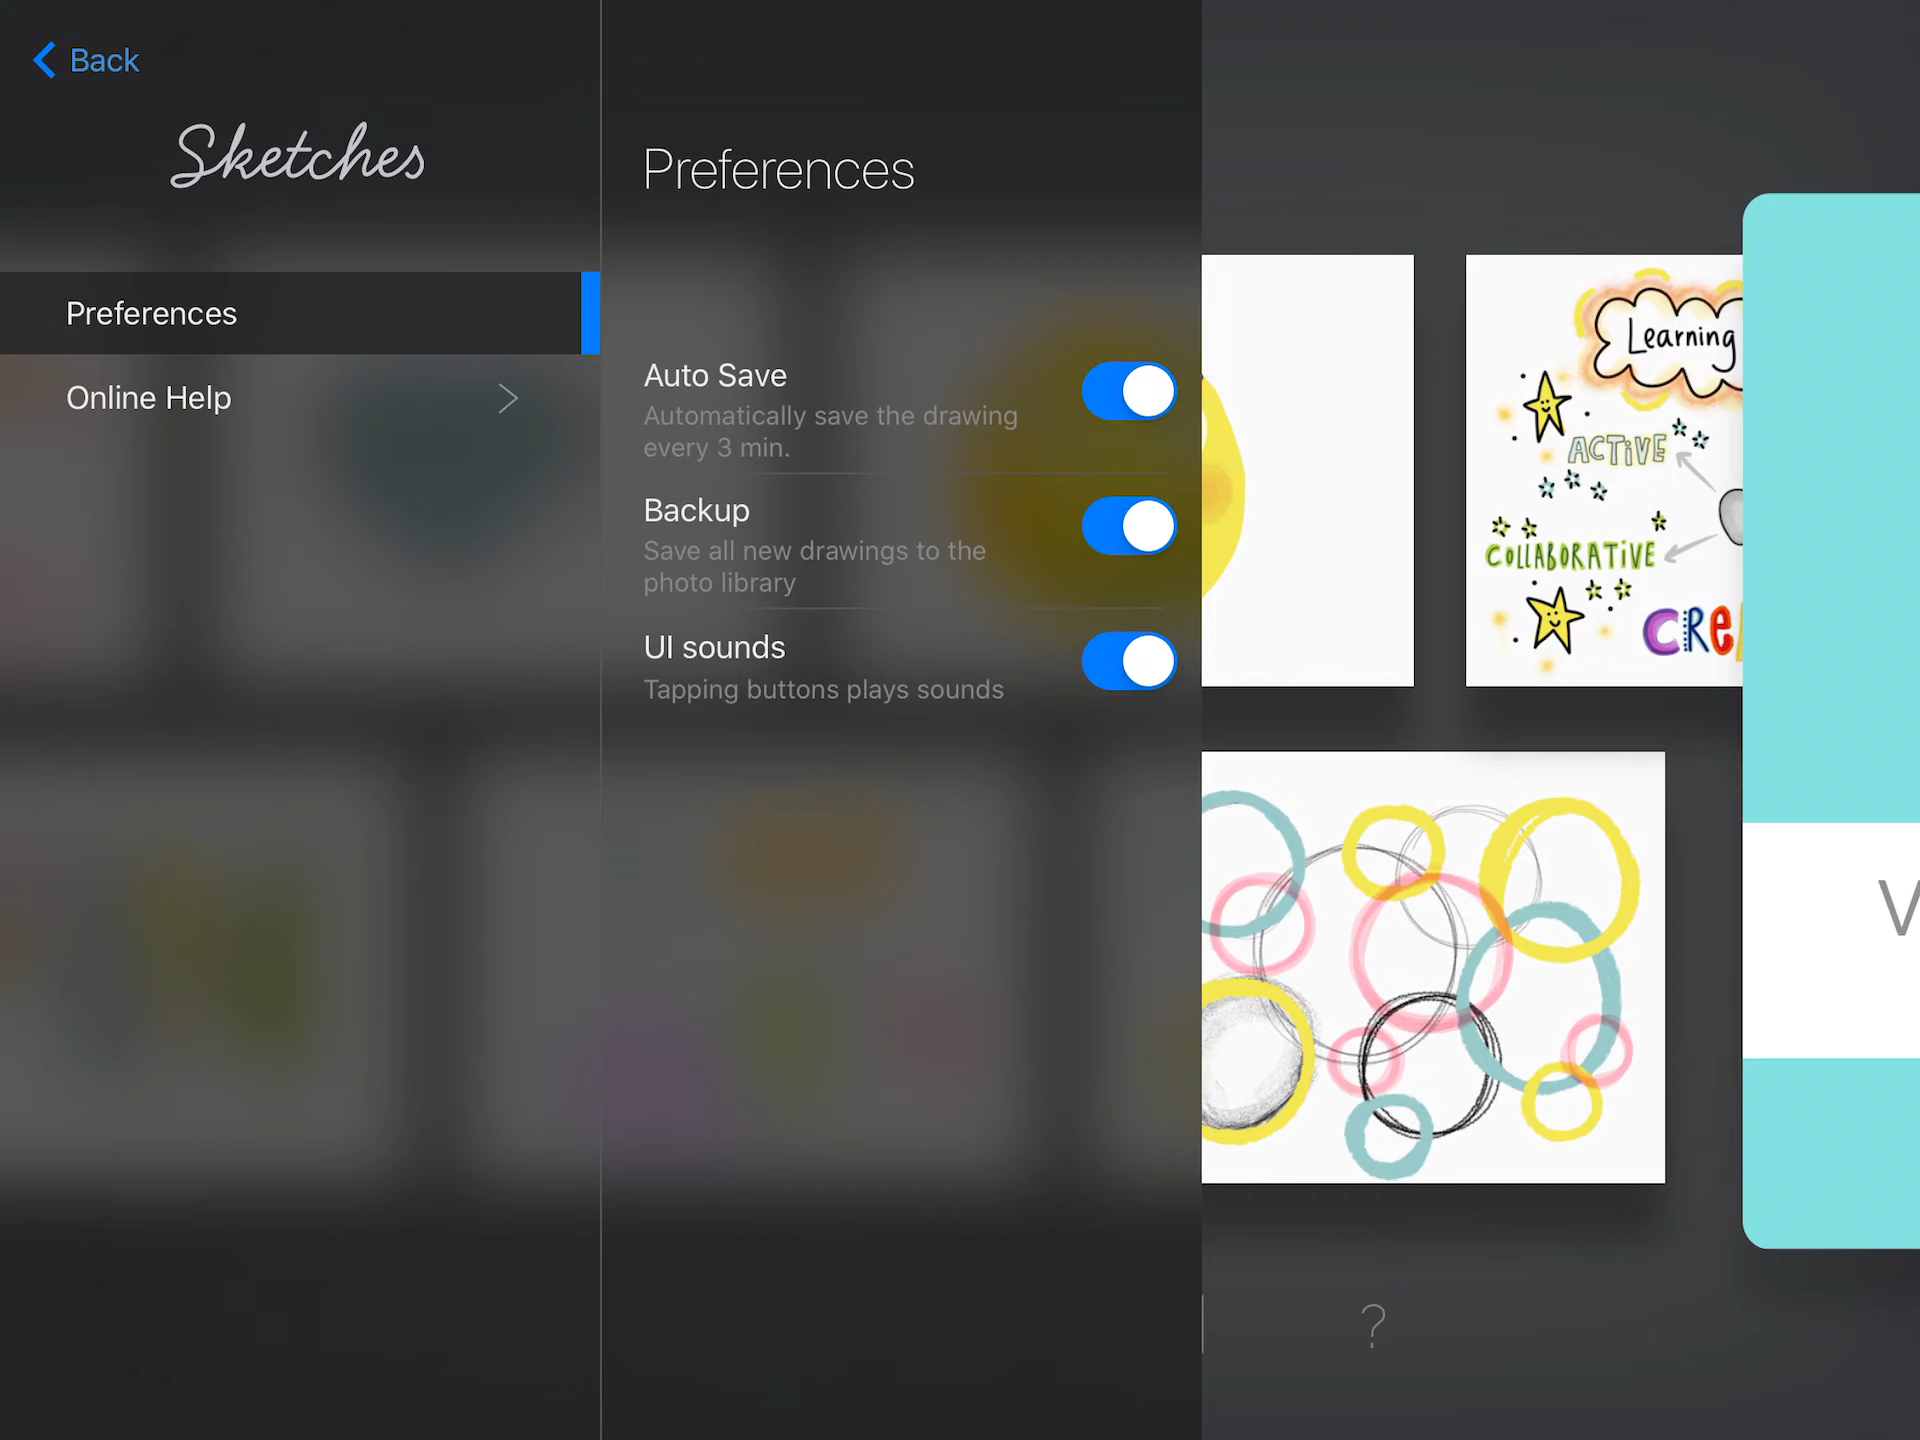 Back
Sketches
Preferences
Online Help
Preferences
Auto Save
Automatically save the drawing
every 3 min.
Backup
Save all new drawings to the
photo library
UI sounds
Tapping buttons plays sounds
Learning
ACTiVE
COLLABORATiVE
CRE
?